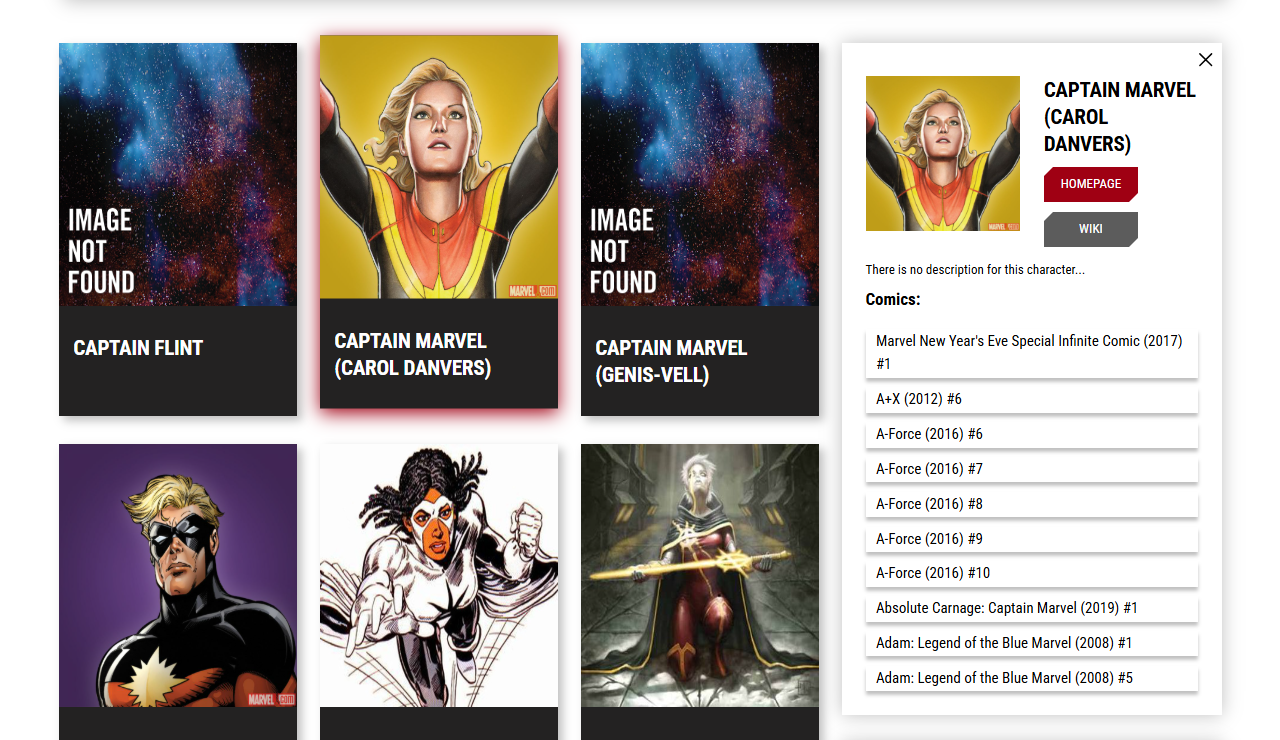 IMAGE
NOT
FOUND
CAPTAIN FLINT
MARVEL.com
CAPTAIN MARVEL
(CAROL DANVERS)
IMAGE
NOT
FOUND
CAPTAIN MARVEL
(GENIS-VELL)
MARVEL.com
CAPTAIN MARVEL
(CAROL
DANVERS)
HOMEPAGE
WIKI
There is no description for this character...
Comics:
Marvel New Year's Eve Special Infinite Comic (2017)
#1
A+X (2012) #6
A-Force (2016) #6
A-Force (2016) #7
A-Force (2016) #8
A-Force (2016) #9
A-Force (2016) #10
Absolute Carnage: Captain Marvel (2019) #1
Adam: Legend of the Blue Marvel (2008) #1
Adam: Legend of the Blue Marvel (2008) #5